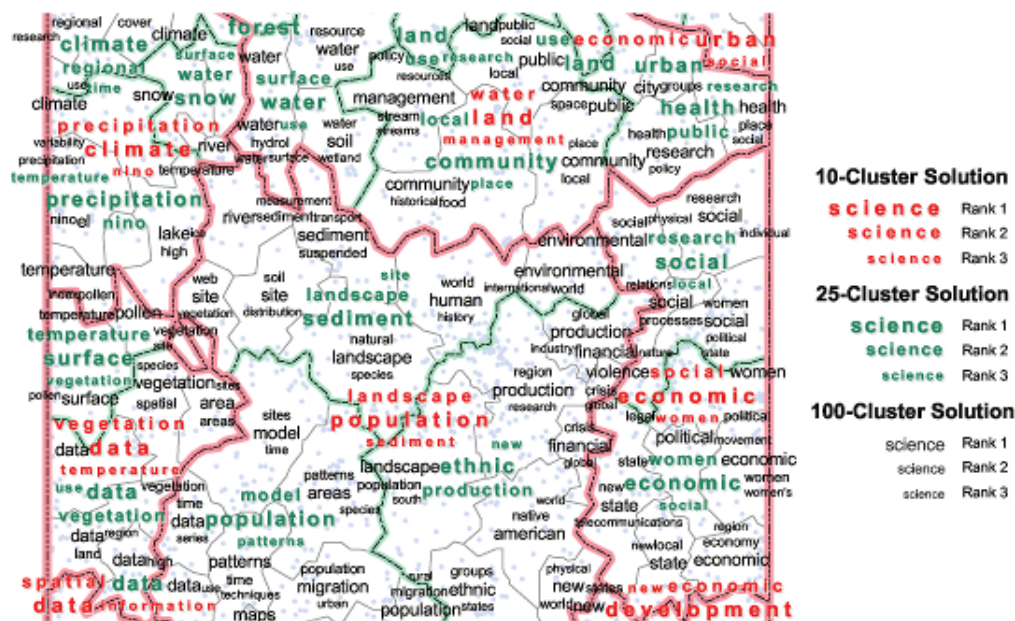 regional cover
research climate climate forest resource land landpublic
social use economic urban
regional surface water water policy use research public land urban social
use time water surface use resources local community city groups research
climate snow snow water management water space public health health
precipitation water use water stream local land health public place
variability climate river hydrol soil streams management place social
precipitation nino temperature water surface wetland community community research
temperature local policy
precipitation measurement community place research
nino el nino river sediment transport historical food social physical social
lake ice sediment environmental research individual
high suspended
temperature web soil site world environmental social
site site landscape human international world relations local
temperature pollen vegetation distribution sediment history global social women
temperature vegetation natural production processes social
site landscape industry financial nature political
surface species species region violence social women state
vegetation vegetation sites production crisis
pollen surface spatial area landscape research global economic
vegetation areas sites population crisis legal women political
data data model sediment new financial political movement
temperature time landscape ethnic global state women economic
use data vegetation patterns population production new economic women
model areas south state women's
vegetation time species world social
data region data population native telecommunications region
land series patterns american new local economy
data high patterns population rural groups physical state economic
spatial data data use time migration migration ethnic new states new economic
data information techniques urban population states world new development
maps
10-Cluster Solution
science Rank 1
science Rank 2
science Rank 3
25-Cluster Solution
science Rank 1
science Rank 2
science Rank 3
100-Cluster Solution
science Rank 1
science Rank 2
science Rank 3